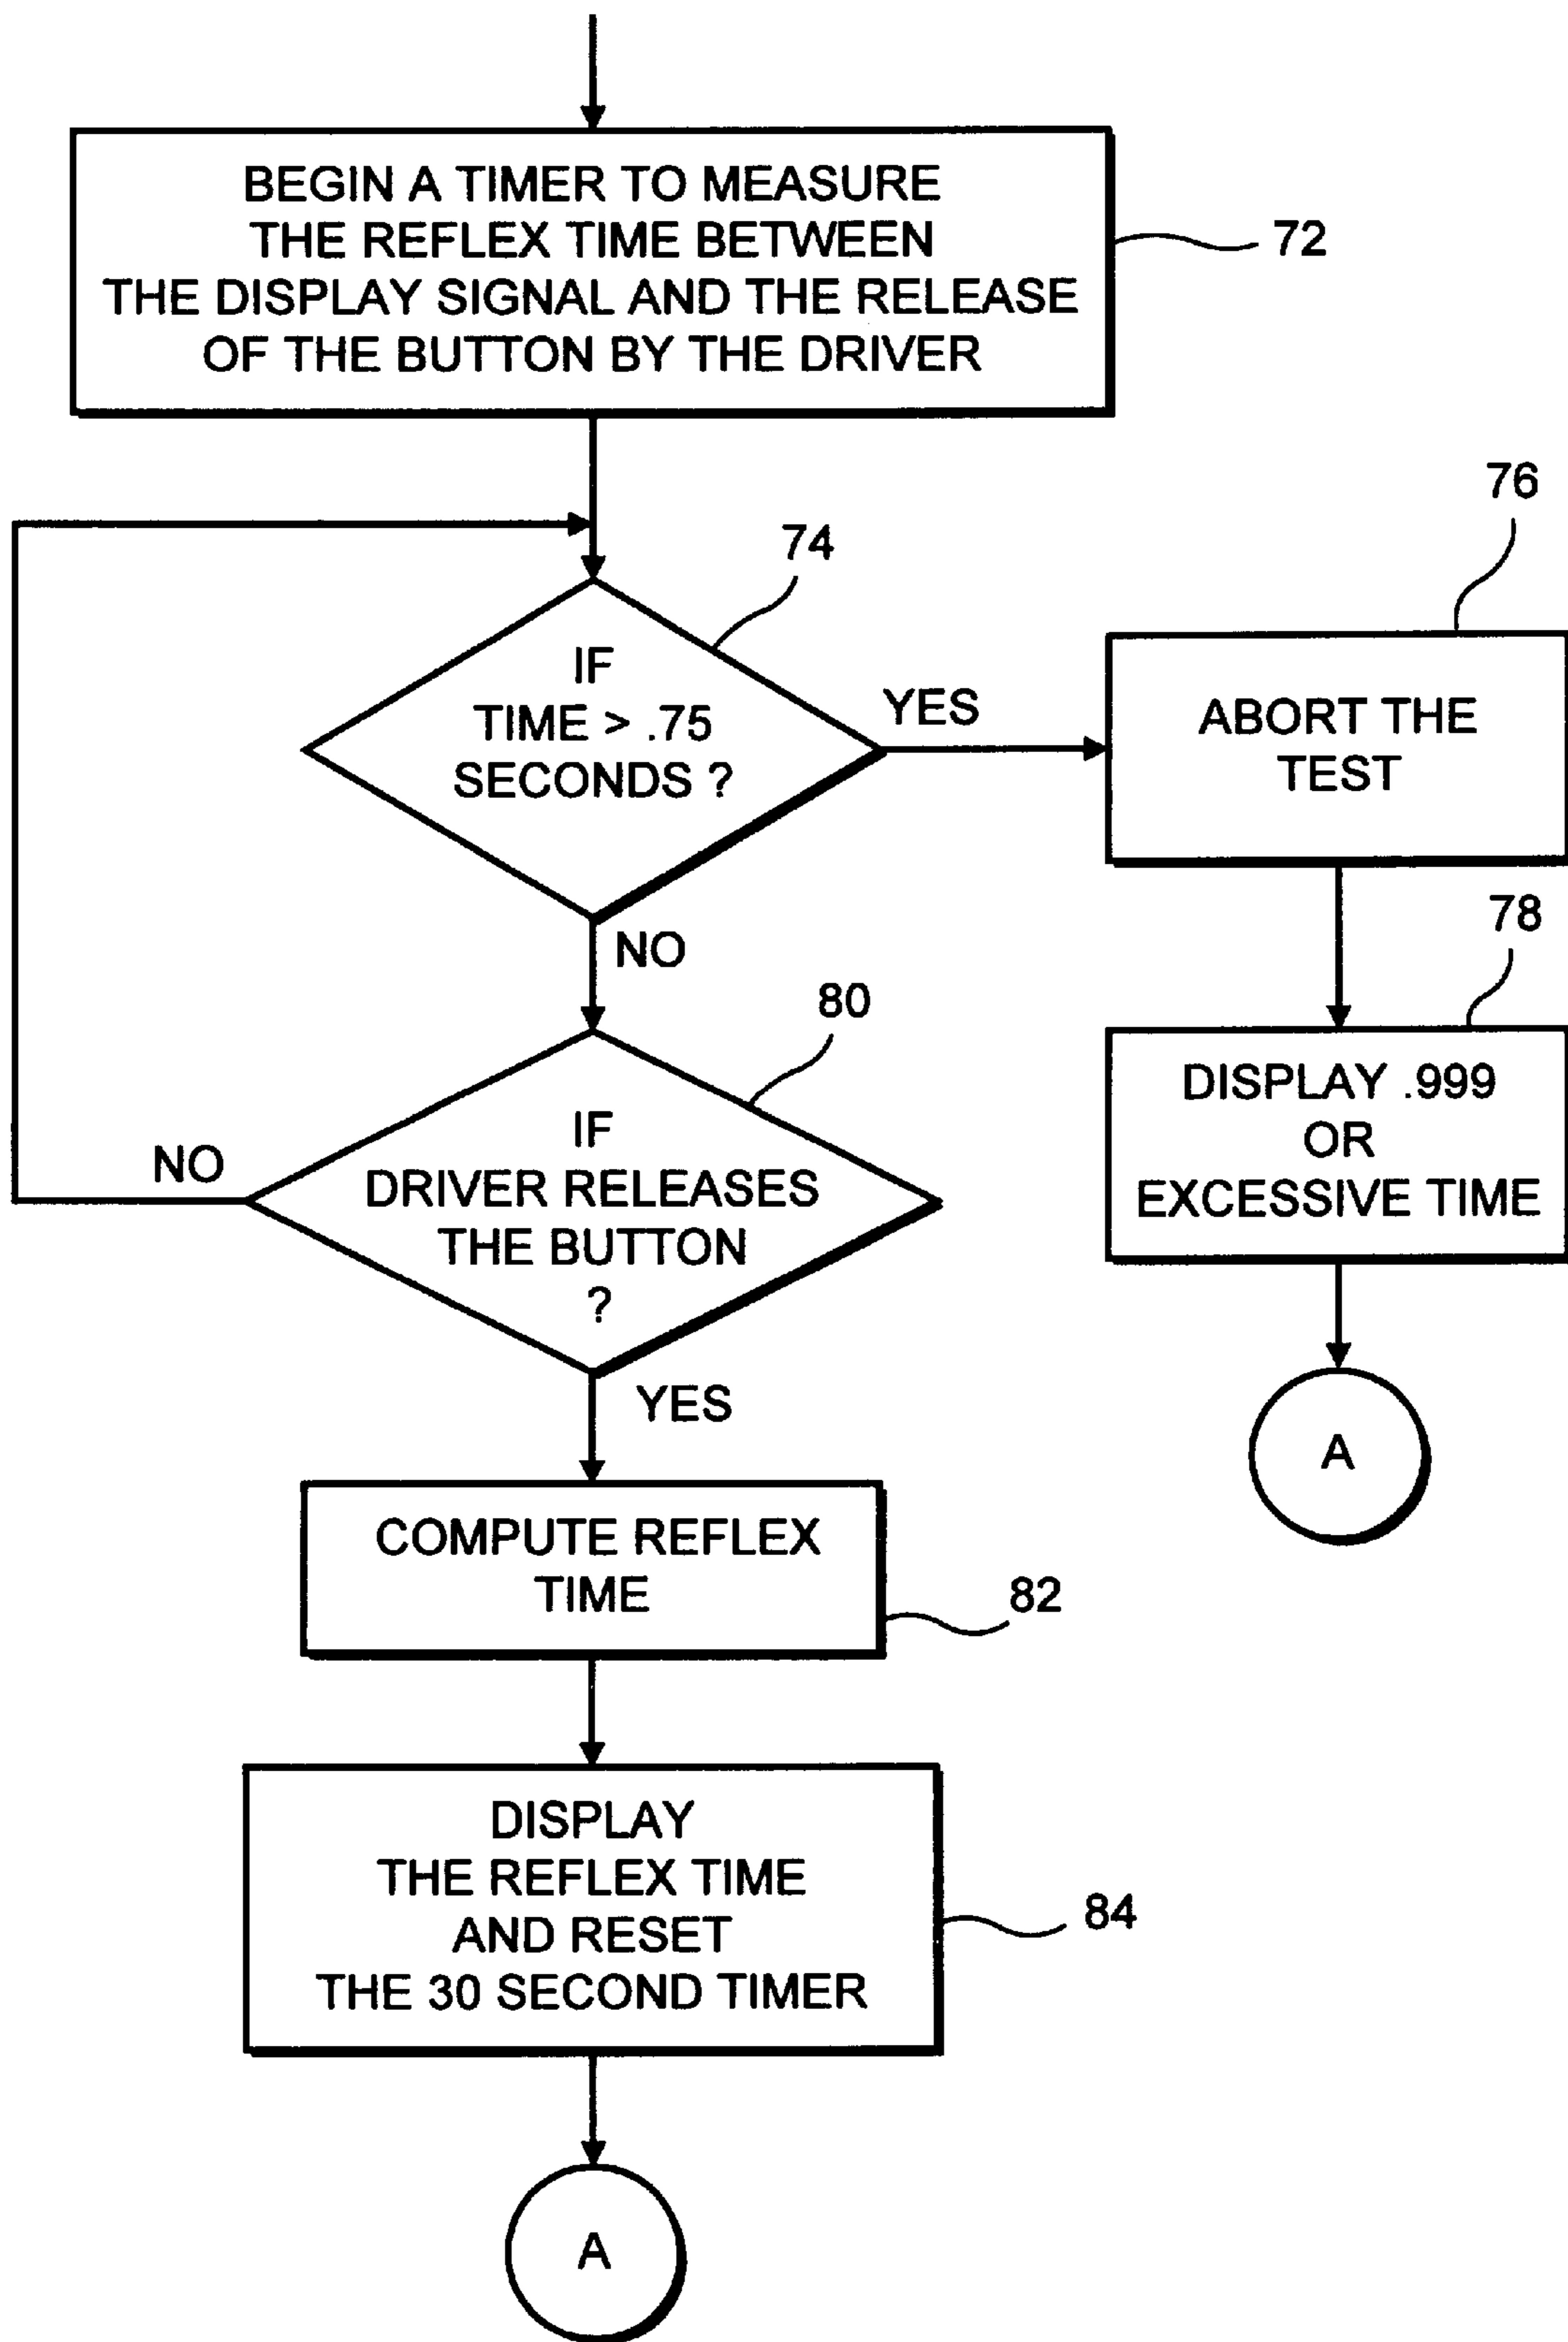 BEGIN A TIMER TO MEASURE
THE REFLEX TIME BETWEEN
THE DISPLAY SIGNAL AND THE RELEASE
OF THE BUTTON BY THE DRIVER
72
74
IF
TIME > .75
SECONDS ?
YES
76
ABORT THE
TEST
NO
78
DISPLAY .999
OR
EXCESSIVE TIME
A
80
IF
DRIVER RELEASES
THE BUTTON
?
NO
YES
COMPUTE REFLEX
TIME
82
DISPLAY
THE REFLEX TIME
AND RESET
THE 30 SECOND TIMER
84
A